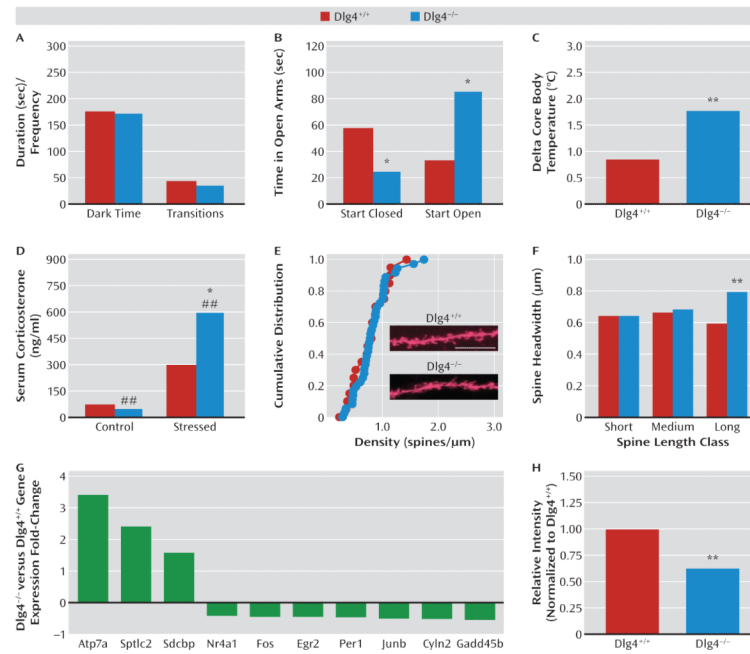 Dlg4+/+ Dlg4−/−
A
Duration (sec)/
Frequency
300
250
200
150
100
50
0
Dark Time Transitions
B
Time in Open Arms (sec)
120
100
80
60
40
20
0
*
*
Start Closed Start Open
C
Delta Core Body
Temperature (°C)
3.0
2.5
2.0
1.5
1.0
0.5
0
**
Dlg4+/+ Dlg4−/−
D
Serum Corticosterone
(ng/ml)
900
750
600
450
300
150
0
##
*
##
Control Stressed
E
Cumulative Distribution
1.0
0.8
0.6
0.4
0.2
0
Dlg4+/+
Dlg4−/−
1.0 2.0 3.0
Density (spines/µm)
F
Spine Headwidth (µm)
1.0
0.8
0.6
0.4
0.2
0
**
Short Medium Long
Spine Length Class
G
Dlg4−/− versus Dlg4+/+ Gene
Expression Fold-Change
4
3
2
1
0
−1
Atp7a Sptlc2 Sdcbp Nr4a1 Fos Egr2 Per1 Junb Cyln2 Gadd45b
H
Relative Intensity
(Normalized to Dlg4+/+)
1.50
1.25
1.00
0.75
0.50
0.25
0
**
Dlg4+/+ Dlg4−/−